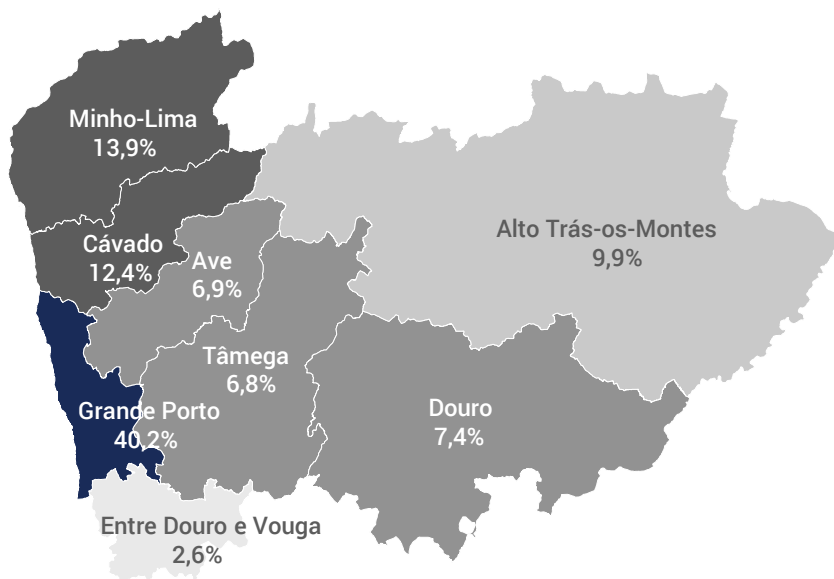 Minho-Lima
13,9%
Cávado
12,4%
Ave
6,9%
Alto Trás-os-Montes
9,9%
Tâmega
6,8%
Grande Porto
40,2%
Douro
7,4%
Entre Douro e Vouga
2,6%